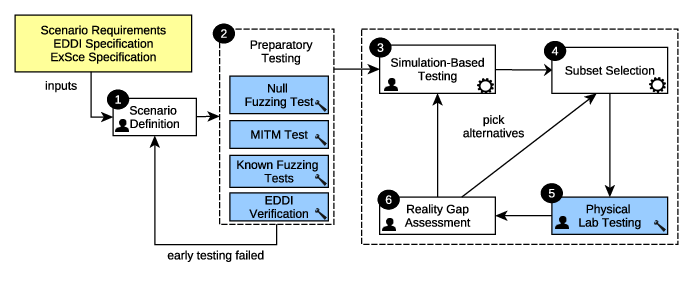 Scenario Requirements
EDDI Specification
ExSce Specification
inputs
1
Scenario
Definition
2
Preparatory
Testing
Null
Fuzzing Test
MITM Test
Known Fuzzing
Tests
EDDI
Verification
early testing failed
3
Simulation-Based
Testing
4
Subset Selection
pick
alternatives
5
Physical
Lab Testing
6
Reality Gap
Assessment